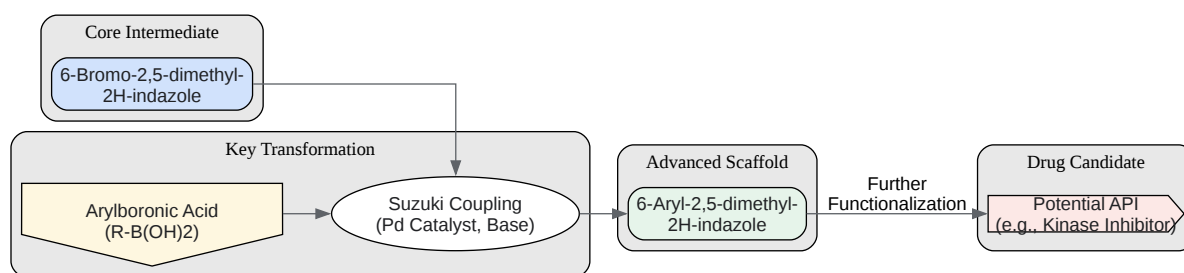 Core Intermediate
6-Bromo-2,5-dimethyl-
2H-indazole
Key Transformation
Arylboronic Acid
(R-B(OH)2)
Suzuki Coupling
(Pd Catalyst, Base)
Advanced Scaffold
6-Aryl-2,5-dimethyl-
2H-indazole
Further
Functionalization
Drug Candidate
Potential API
(e.g., Kinase Inhibitor)